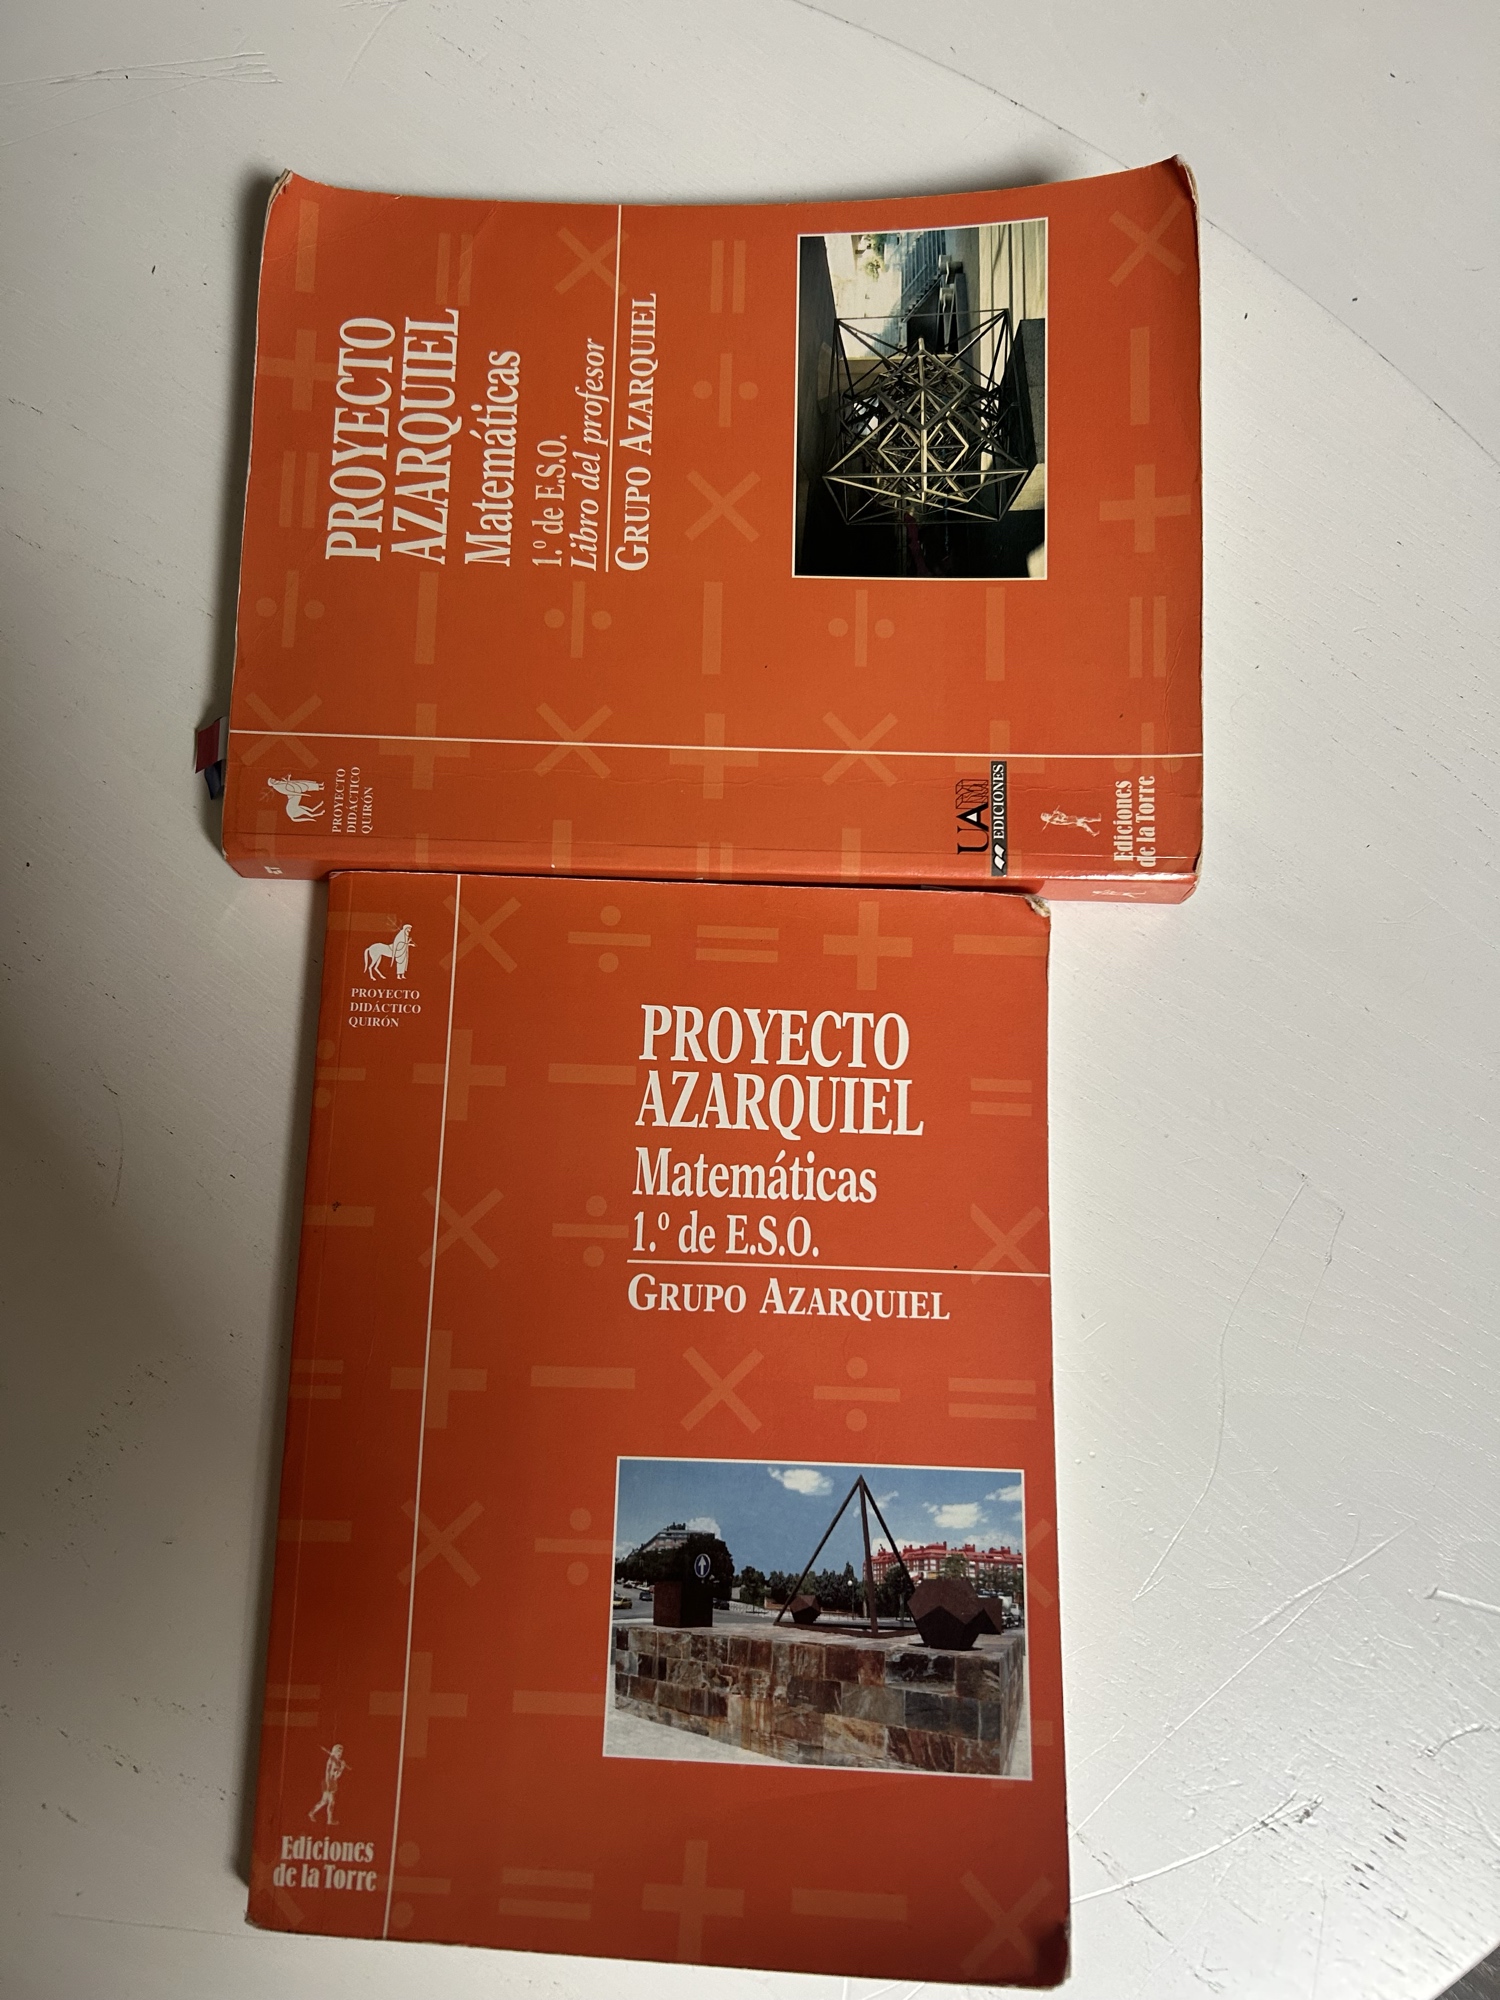 PROYECTO
AZARQUIEL
Matemáticas
1.º de E.S.O.
Libro del profesor
GRUPO AZARQUIEL
PROYECTO
DIDÁCTICO
QUIRÓN
UAM
EDICIONES
Ediciones
de la Torre
PROYECTO
DIDÁCTICO
QUIRÓN
PROYECTO
AZARQUIEL
Matemáticas
1.º de E.S.O.
GRUPO AZARQUIEL
Ediciones
de la Torre